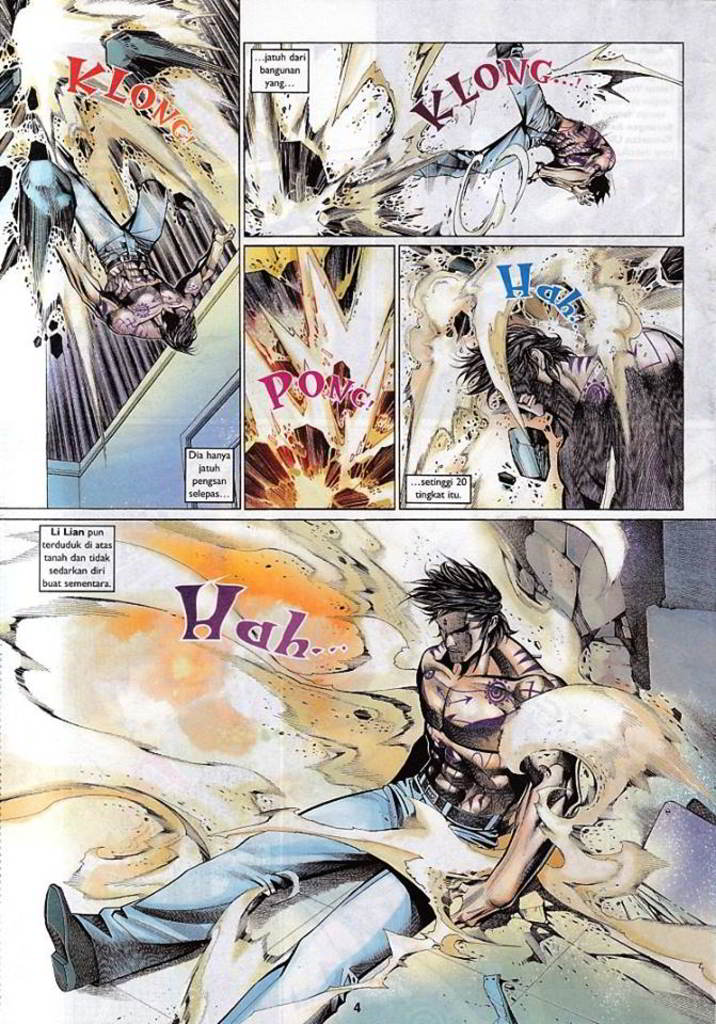 KLONG!
Dia hanya
jatuh
pengsan
selepas...
...jatuh dari
bangunan
yang...
KLONG...!
PONG!
Hah..
...setinggi 20
tingkat itu.
Li Lian pun
terduduk di atas
tanah dan tidak
sedarkan diri
buat sementara.
Hah...
4